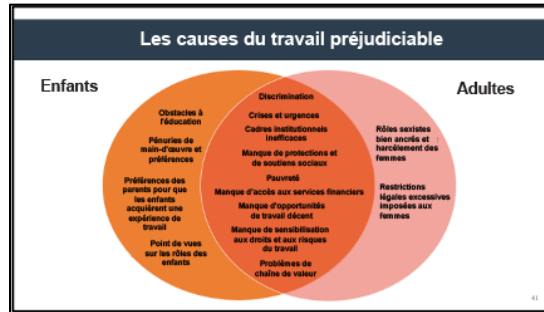 Les causes du travail préjudiciable
Enfants
Adultes
Obstacles à
l'éducation
Pénuries de
main-d'œuvre et
préférences
Préférences des
parents pour que
les enfants
acquièrent une
expérience de
travail
Point de vues
sur les rôles des
enfants
Discrimination
Crises et urgences
Cadres institutionnels
inefficaces
Manque de protections et
de soutiens sociaux
Pauvreté
Manque d'accès aux services financiers
Manque d'opportunités
de travail décent
Manque de sensibilisation
aux droits et aux risques
du travail
Problèmes de
chaîne de valeur
Rôles sexistes
bien ancrés et
harcèlement des
femmes
Restrictions
légales excessives
imposées aux
femmes
41